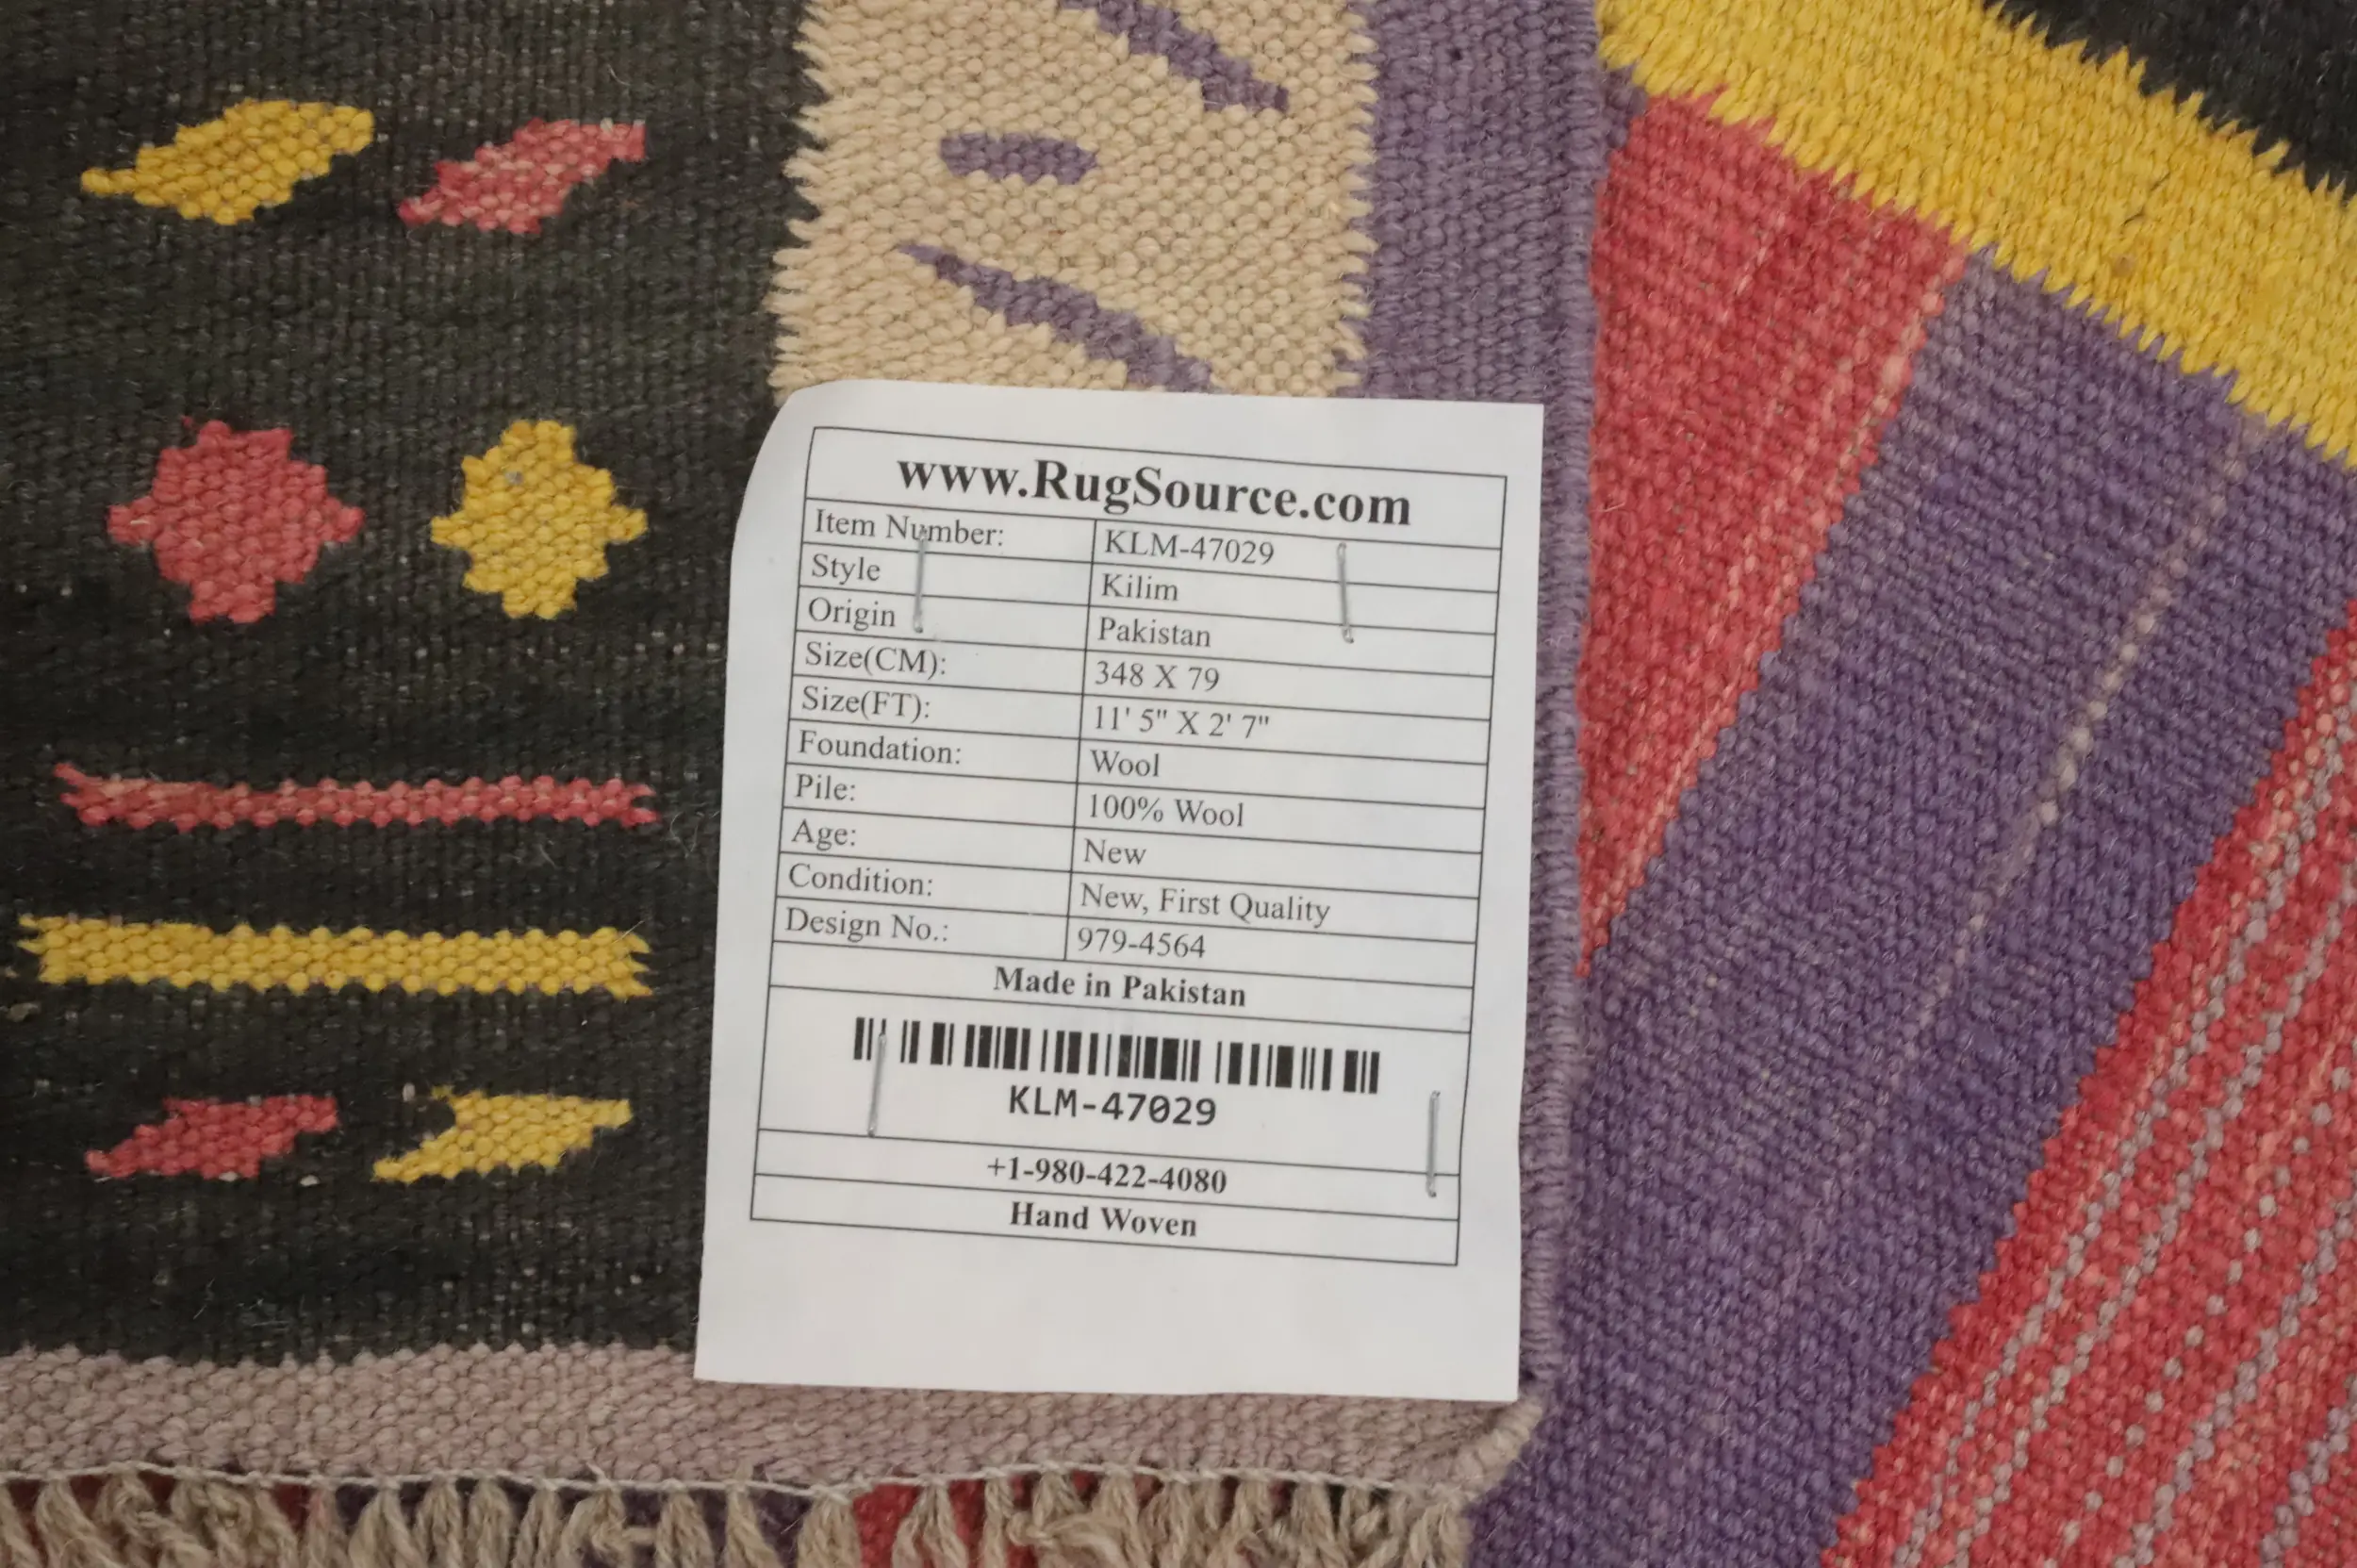 www.RugSource.com
Item Number: KLM-47029
Style Kilim
Origin Pakistan
Size(CM): 348 X 79
Size(FT): 11' 5" X 2' 7"
Foundation: Wool
Pile: 100% Wool
Age: New
Condition: New, First Quality
Design No.: 979-4564
Made in Pakistan
KLM-47029
+1-980-422-4080
Hand Woven